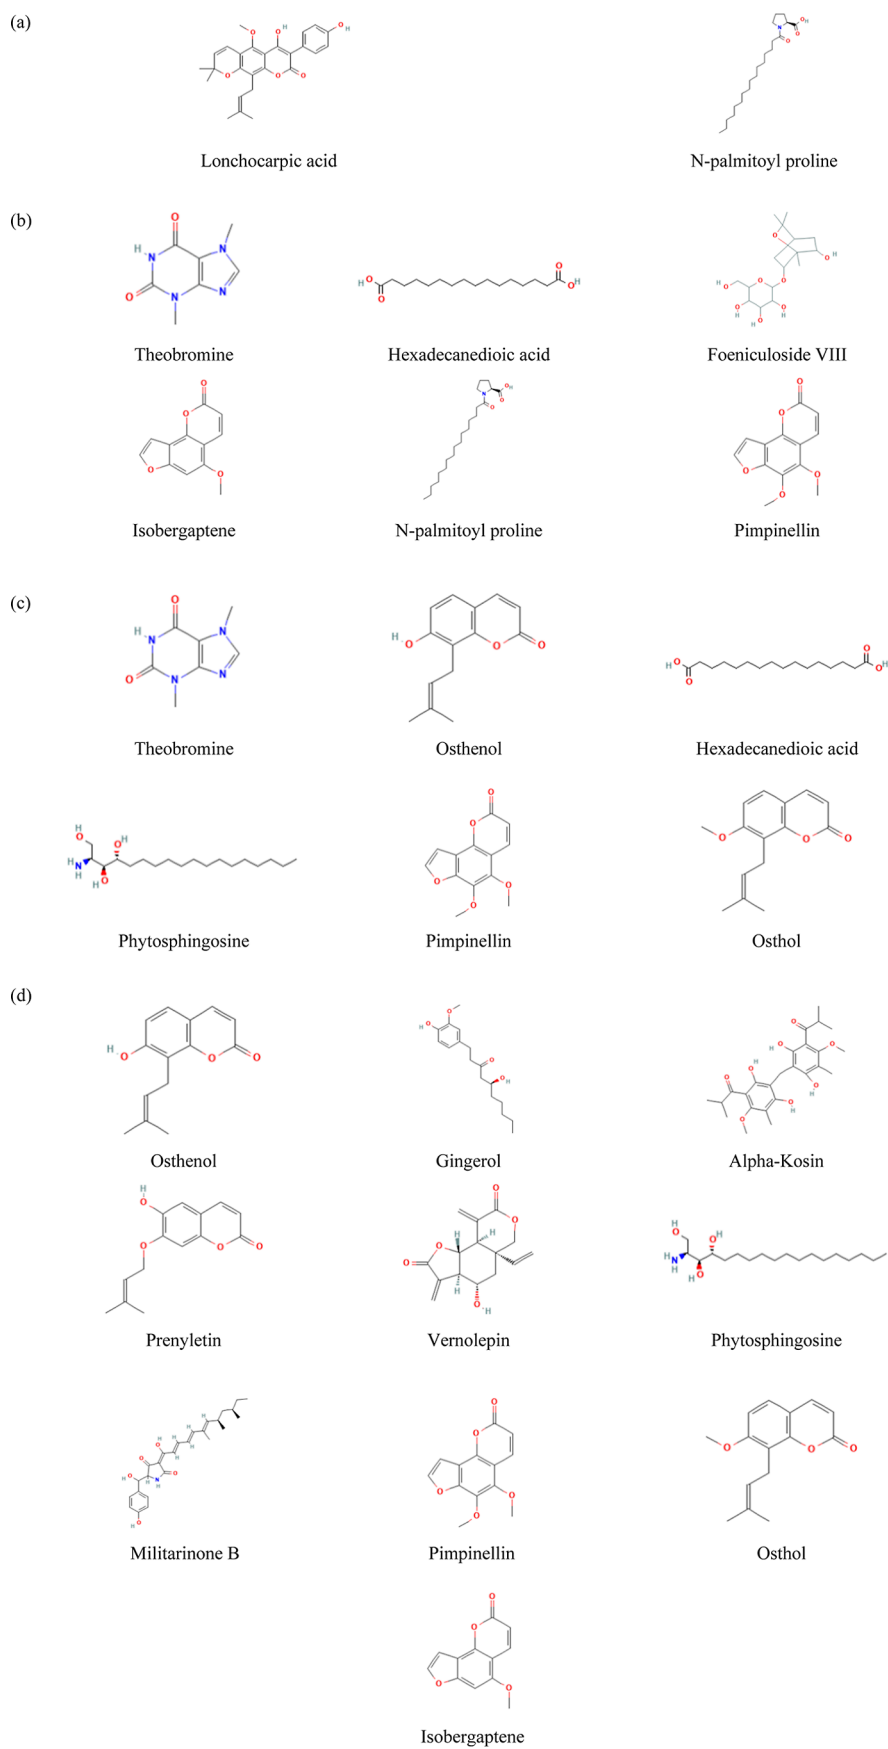 (a)
Lonchocarpic acid N-palmitoyl proline
(b)
Theobromine Hexadecanedioic acid Foeniculoside VIII
Isobergaptene N-palmitoyl proline Pimpinellin
(c)
Theobromine Osthenol Hexadecanedioic acid
Phytosphingosine Pimpinellin Osthol
(d)
Osthenol Gingerol Alpha-Kosin
Prenyletin Vernolepin Phytosphingosine
Militarinone B Pimpinellin Osthol
Isobergaptene